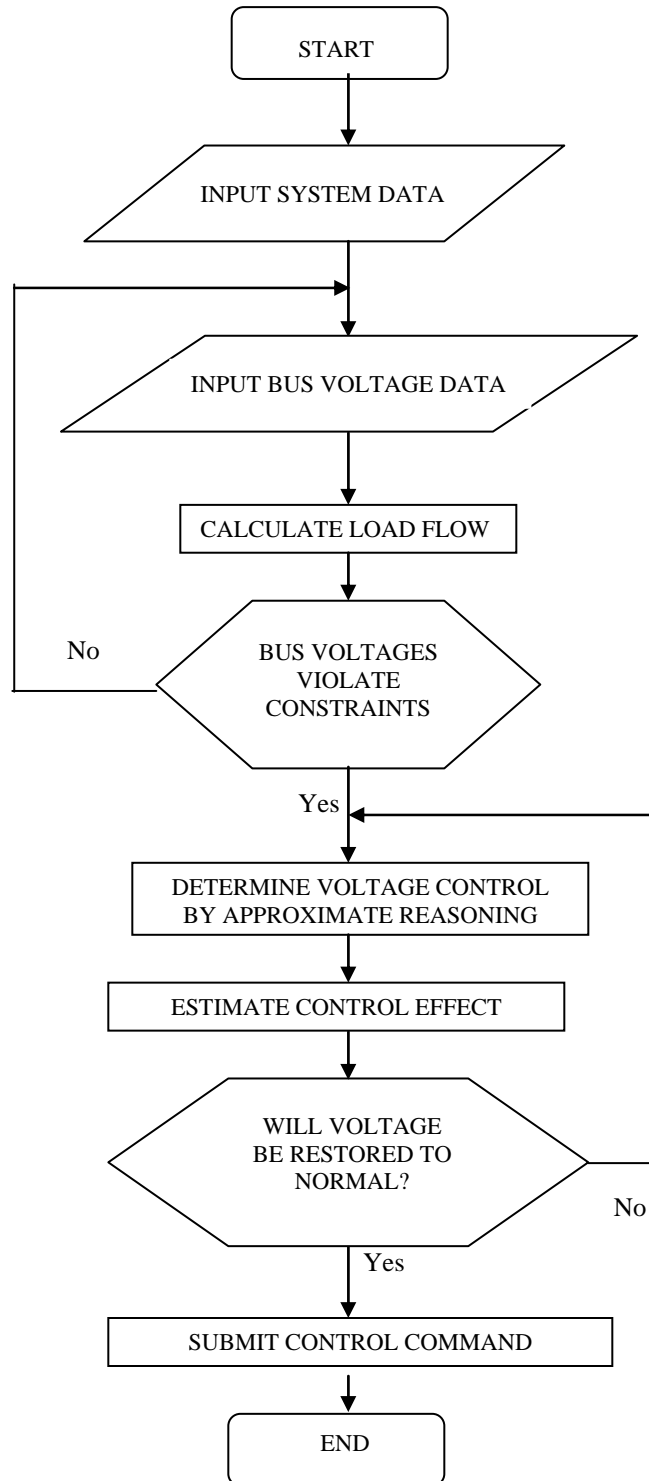 START
INPUT SYSTEM DATA
INPUT BUS VOLTAGE DATA
CALCULATE LOAD FLOW
No
BUS VOLTAGES
VIOLATE
CONSTRAINTS
Yes
DETERMINE VOLTAGE CONTROL
BY APPROXIMATE REASONING
ESTIMATE CONTROL EFFECT
WILL VOLTAGE
BE RESTORED TO
NORMAL?
No
Yes
SUBMIT CONTROL COMMAND
END